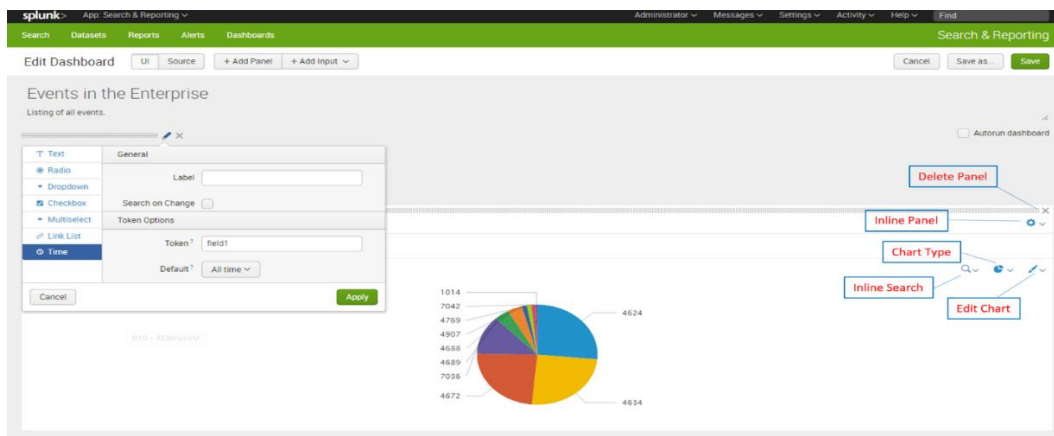 splunk> App: Search & Reporting Administrator Messages Settings Activity Help Find
Search Datasets Reports Alerts Dashboards Search & Reporting
Edit Dashboard UI Source + Add Panel + Add Input Cancel Save as... Save
Events in the Enterprise
Listing of all events.
Autorun dashboard
T Text
Radio
Dropdown
Checkbox
Multiselect
Link List
Time
General
Label
Search on Change
Token Options
Token ? field1
Default ? All time
Cancel Apply
Delete Panel
Inline Panel
Chart Type
Inline Search
Edit Chart
1014
7042
4769
4907
4688
4689
7036
4672
4624
4634